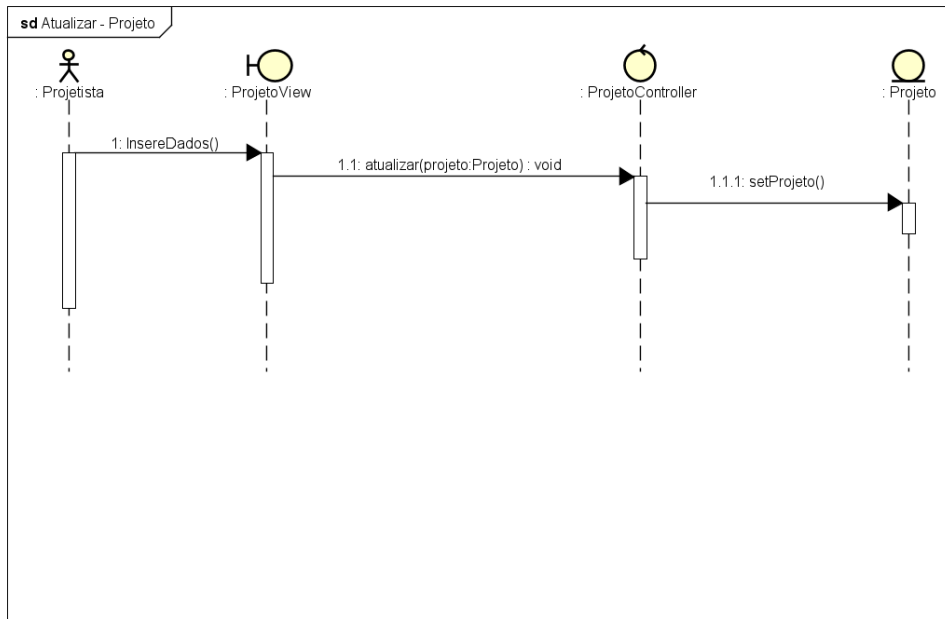 sd Atualizar - Projeto
: Projetista
: ProjetoView
: ProjetoController
: Projeto
1: InsereDados()
1.1: atualizar(projeto:Projeto) : void
1.1.1: setProjeto()